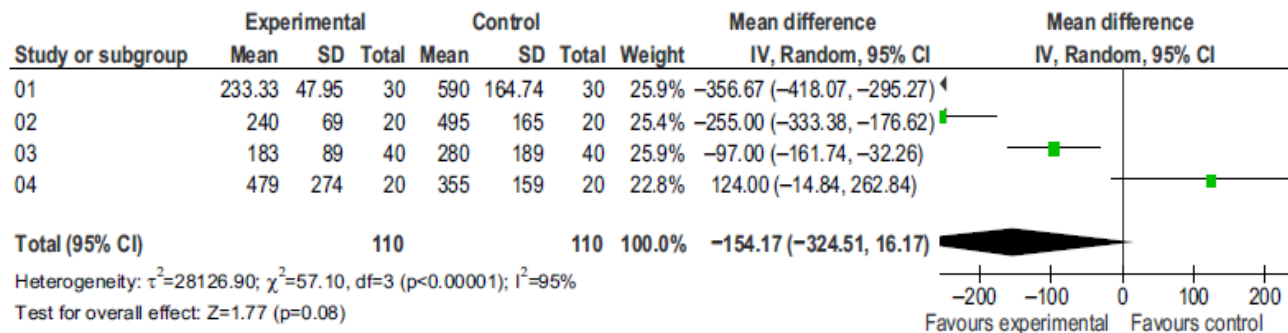 Experimental Control Mean difference Mean difference
Study or subgroup Mean SD Total Mean SD Total Weight IV, Random, 95% CI IV, Random, 95% CI
01 233.33 47.95 30 590 164.74 30 25.9% −356.67 (−418.07, −295.27)
02 240 69 20 495 165 20 25.4% −255.00 (−333.38, −176.62)
03 183 89 40 280 189 40 25.9% −97.00 (−161.74, −32.26)
04 479 274 20 355 159 20 22.8% 124.00 (−14.84, 262.84)
Total (95% CI) 110 110 100.0% −154.17 (−324.51, 16.17)
Heterogeneity: τ²=28126.90; χ²=57.10, df=3 (p<0.00001); I²=95%
Test for overall effect: Z=1.77 (p=0.08)
−200 −100 0 100 200
Favours experimental Favours control